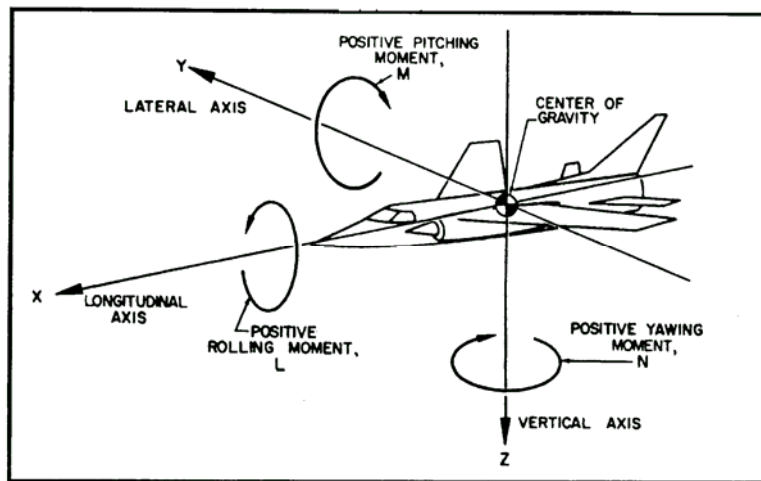 POSITIVE PITCHING
MOMENT,
M
Y
LATERAL AXIS
CENTER OF
GRAVITY
X
LONGITUDINAL
AXIS
POSITIVE
ROLLING MOMENT,
L
POSITIVE YAWING
MOMENT,
N
VERTICAL AXIS
Z